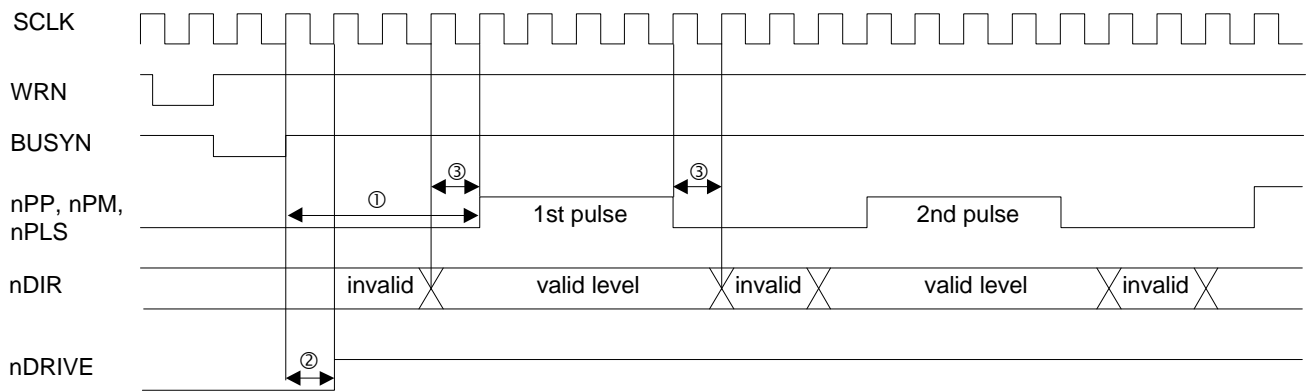 SCLK
WRN
BUSYN
③ ③
nPP, nPM, ① 1st pulse 2nd pulse
nPLS
nDIR invalid valid level invalid valid level invalid
nDRIVE ②